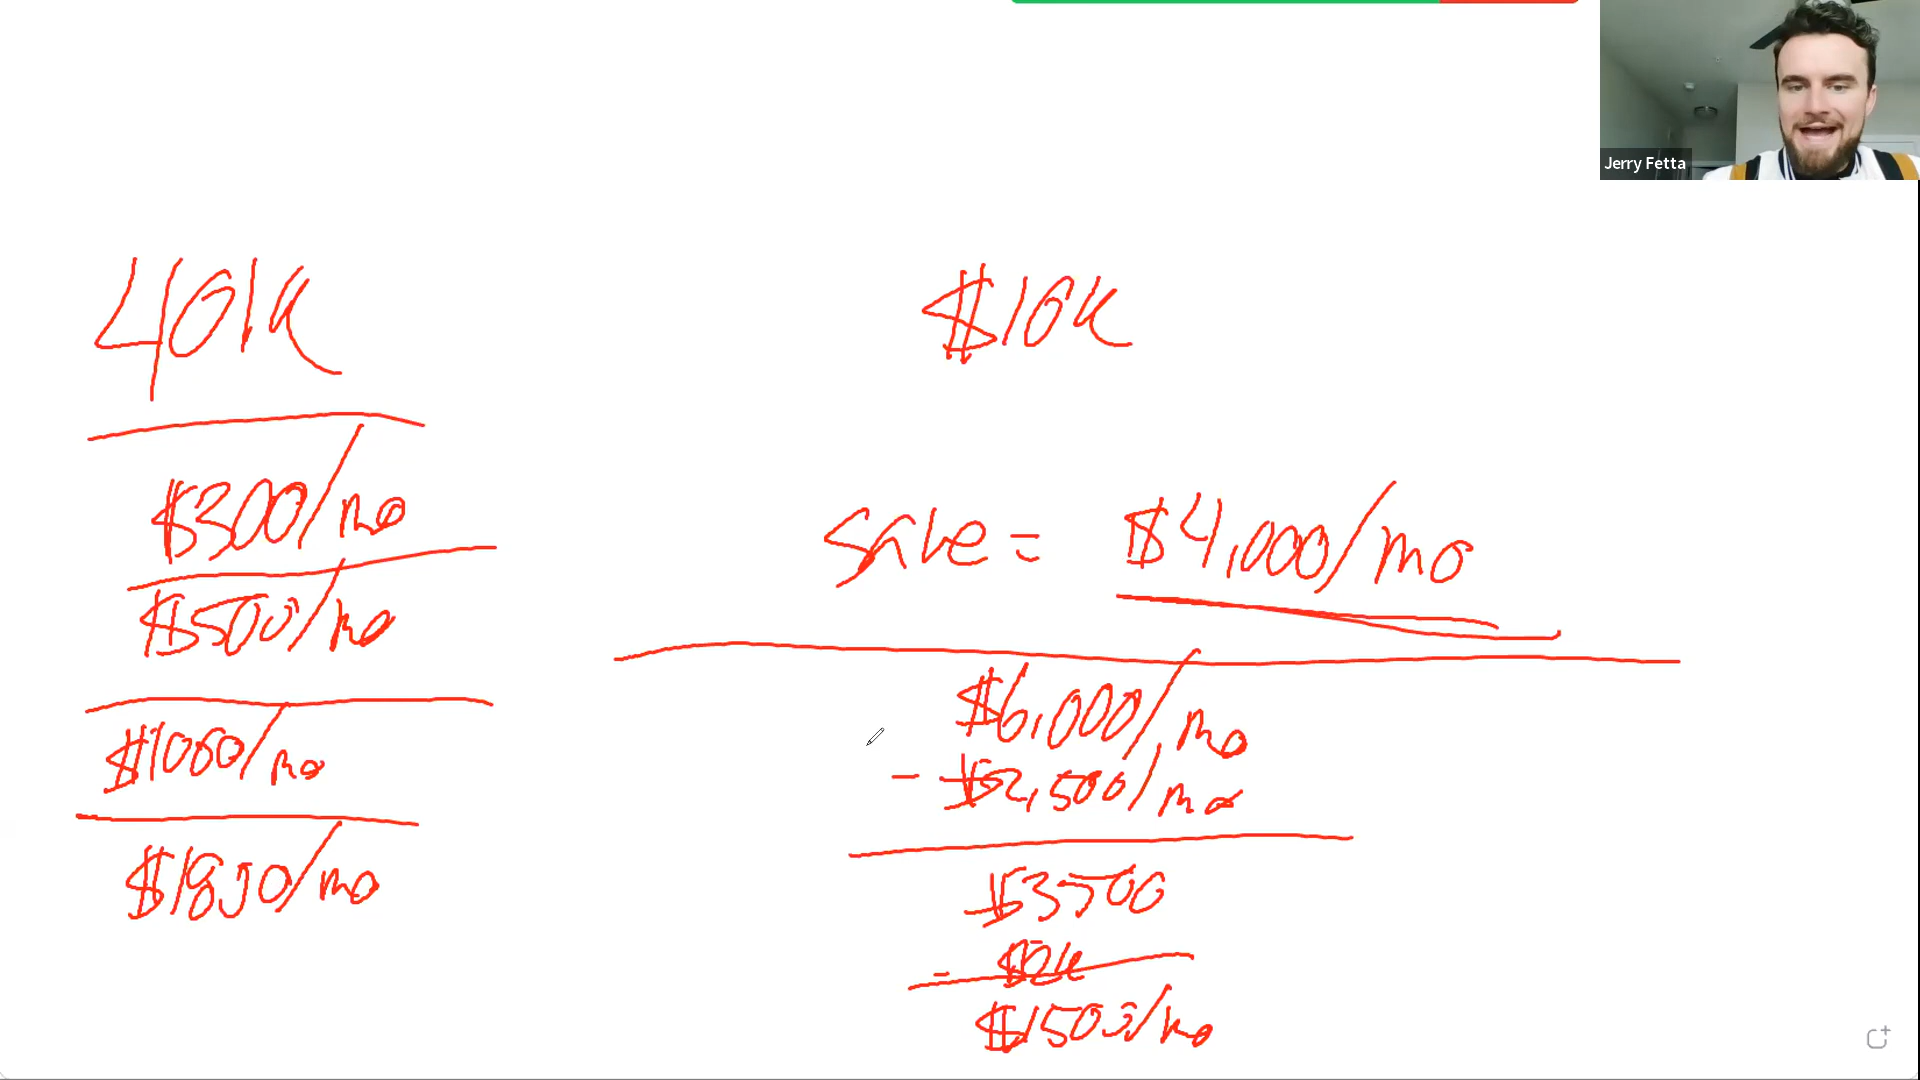 Jerry Fetta
401K
$300/mo
$500/mo
$1000/mo
$1850/mo
$10K
save = $4,000/mo
$6,000/mo
- $2,500/mo
$3500
- $2K
$1500/mo